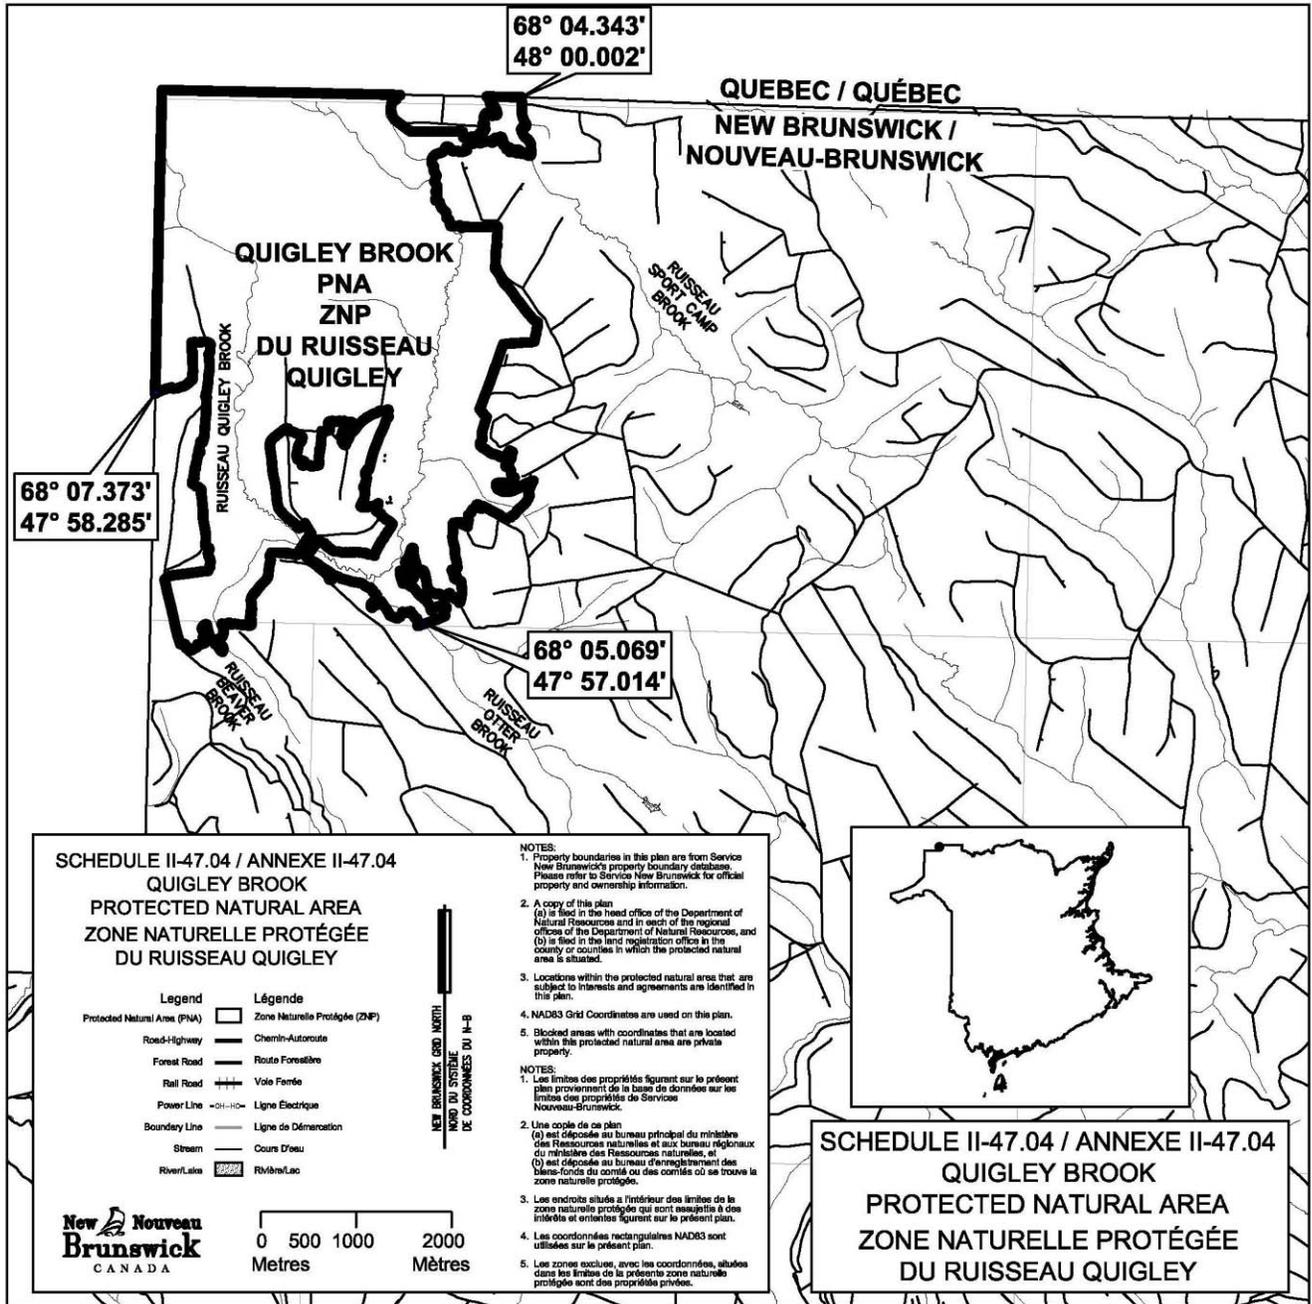 68° 04.343'
48° 00.002'
QUEBEC / QUÉBEC
NEW BRUNSWICK /
NOUVEAU-BRUNSWICK
QUIGLEY BROOK
PNA
ZNP
DU RUISSEAU
QUIGLEY
RUISSEAU
SPORT CAMP
BROOK
RUISSEAU QUIGLEY BROOK
68° 07.373'
47° 58.285'
68° 05.069'
47° 57.014'
RUISSEAU
BEAVER
BROOK
RUISSEAU
OTTER
BROOK
SCHEDULE II-47.04 / ANNEXE II-47.04
QUIGLEY BROOK
PROTECTED NATURAL AREA
ZONE NATURELLE PROTÉGÉE
DU RUISSEAU QUIGLEY
Legend Légende
Protected Natural Area (PNA) Zone Naturelle Protégée (ZNP)
Road-Highway Chemin-Autoroute
Forest Road Route Forestière
Rail Road Voie Ferrée
Power Line -OH-HO- Ligne Électrique
Boundary Line Ligne de Démarcation
Stream Cours D'eau
River/Lake Rivière/Lac
New Nouveau
Brunswick
CANADA
0 500 1000 2000
Metres Mètres
NEW BRUNSWICK GRID NORTH
NORD DU SYSTÈME
DE COORDONNÉES DU N-B
NOTES:
1. Property boundaries in this plan are from Service
New Brunswick's property boundary database.
Please refer to Service New Brunswick for official
property and ownership information.
2. A copy of this plan
(a) is filed in the head office of the Department of
Natural Resources and in each of the regional
offices of the Department of Natural Resources, and
(b) is filed in the land registration office in the
county or counties in which the protected natural
area is situated.
3. Locations within the protected natural area that are
subject to interests and agreements are identified in
this plan.
4. NAD83 Grid Coordinates are used on this plan.
5. Blocked areas with coordinates that are located
within this protected natural area are private
property.
NOTES:
1. Les limites des propriétés figurant sur le présent
plan proviennent de la base de données sur les
limites des propriétés de Services
Nouveau-Brunswick.
2. Une copie de ce plan
(a) est déposée au bureau principal du ministère
des Ressources naturelles et aux bureau régionaux
du ministère des Ressources naturelles, et
(b) est déposée au bureau d'enregistrement des
biens-fonds du comté ou des comtés où se trouve la
zone naturelle protégée.
3. Les endroits situés a l'intérieur des limites de la
zone naturelle protégée qui sont assujettis à des
intérêts et ententes figurent sur le présent plan.
4. Les coordonnées rectangulaires NAD83 sont
utilisées sur le présent plan.
5. Les zones exclues, avec les coordonnées, situées
dans les limites de la présente zone naturelle
protégée sont des propriétés privées.
SCHEDULE II-47.04 / ANNEXE II-47.04
QUIGLEY BROOK
PROTECTED NATURAL AREA
ZONE NATURELLE PROTÉGÉE
DU RUISSEAU QUIGLEY